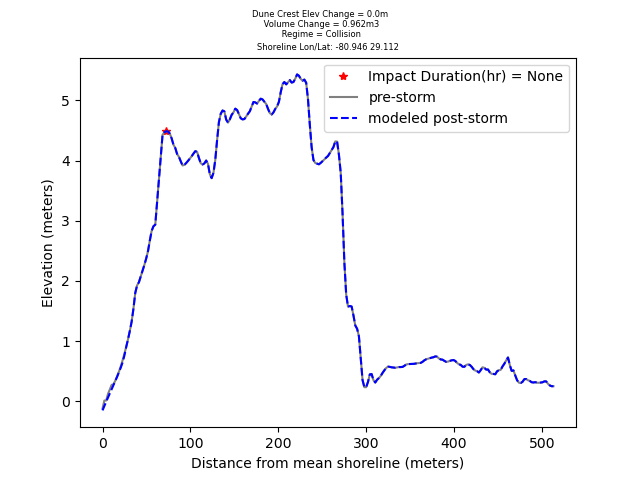 Dune Crest Elev Change = 0.0m
Volume Change = 0.962m3
Regime = Collision
Shoreline Lon/Lat: -80.946 29.112
Impact Duration(hr) = None
pre-storm
modeled post-storm
Elevation (meters)
5
4
3
2
1
0
0 100 200 300 400 500
Distance from mean shoreline (meters)